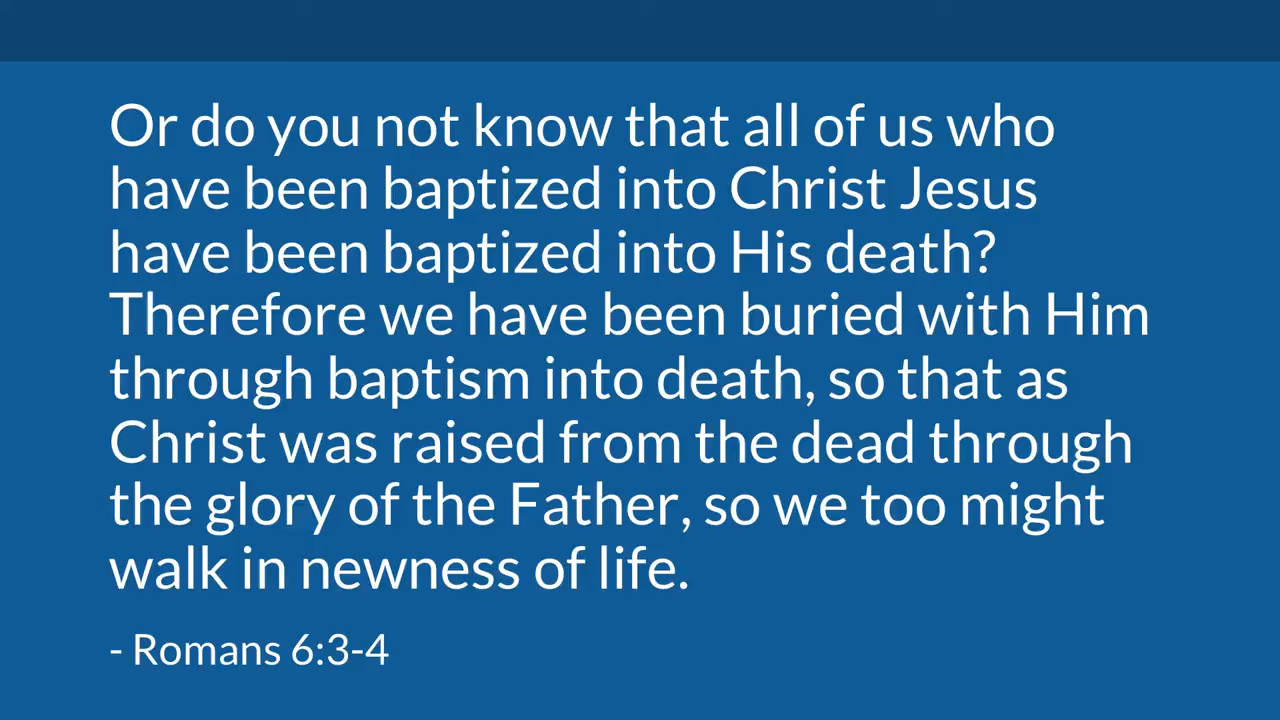 Or do you not know that all of us who
have been baptized into Christ Jesus
have been baptized into His death?
Therefore we have been buried with Him
through baptism into death, so that as
Christ was raised from the dead through
the glory of the Father, so we too might
walk in newness of life.
- Romans 6:3-4